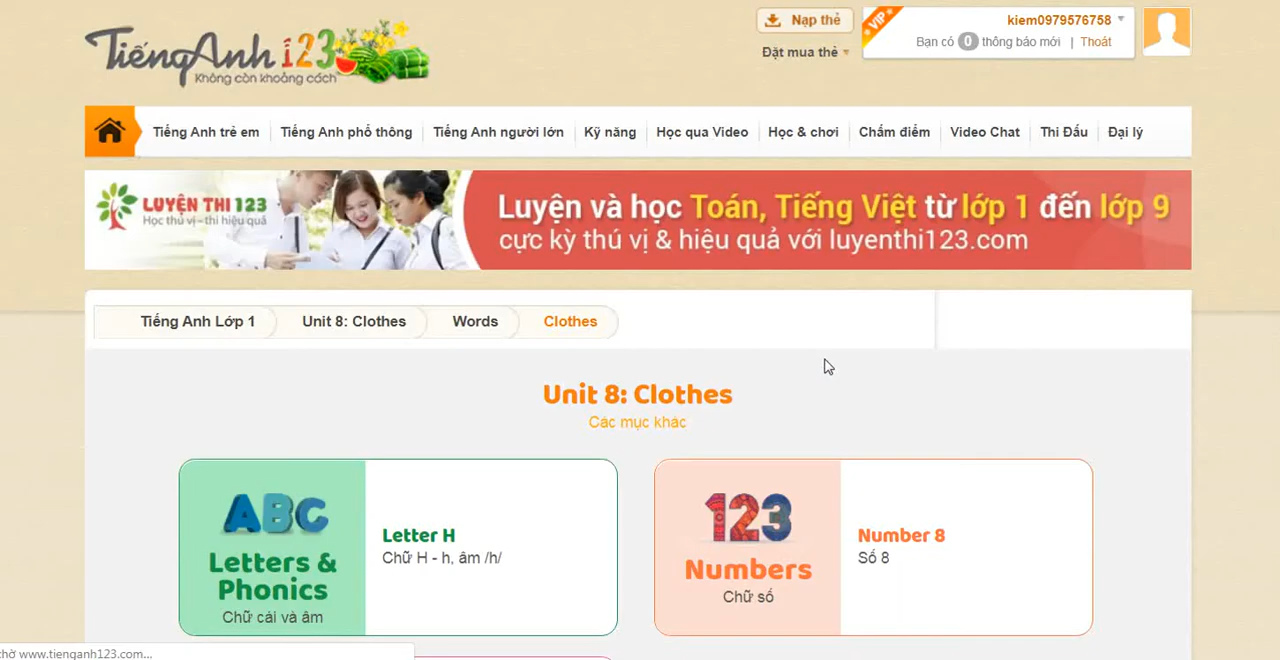 TiếngAnh 123
Không còn khoảng cách
Nạp thẻ
Đặt mua thẻ
VIP
kiem0979576758
Bạn có 0 thông báo mới | Thoát
Tiếng Anh trẻ em
Tiếng Anh phổ thông
Tiếng Anh người lớn
Kỹ năng
Học qua Video
Học & chơi
Chấm điểm
Video Chat
Thi Đấu
Đại lý
LUYỆN THI 123
Học thú vị - thi hiệu quả
Luyện và học Toán, Tiếng Việt từ lớp 1 đến lớp 9
cực kỳ thú vị & hiệu quả với luyenthi123.com
Tiếng Anh Lớp 1
Unit 8: Clothes
Words
Clothes
Unit 8: Clothes
Các mục khác
ABC
Letters &
Phonics
Chữ cái và âm
Letter H
Chữ H - h, âm /h/
123
Numbers
Chữ số
Number 8
Số 8
chờ www.tienganh123.com...